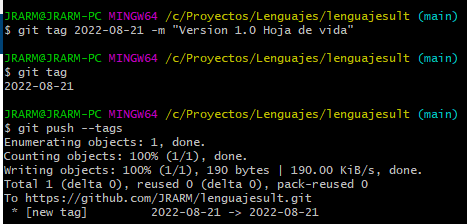 JRARM@JRARM-PC MINGW64 /c/Proyectos/Lenguajes/lenguajesult (main)
$ git tag 2022-08-21 -m "Version 1.0 Hoja de vida"
JRARM@JRARM-PC MINGW64 /c/Proyectos/Lenguajes/lenguajesult (main)
$ git tag
2022-08-21
JRARM@JRARM-PC MINGW64 /c/Proyectos/Lenguajes/lenguajesult (main)
$ git push --tags
Enumerating objects: 1, done.
Counting objects: 100% (1/1), done.
Writing objects: 100% (1/1), 190 bytes | 190.00 KiB/s, done.
Total 1 (delta 0), reused 0 (delta 0), pack-reused 0
To https://github.com/JRARM/lenguajesult.git
 * [new tag]         2022-08-21 -> 2022-08-21